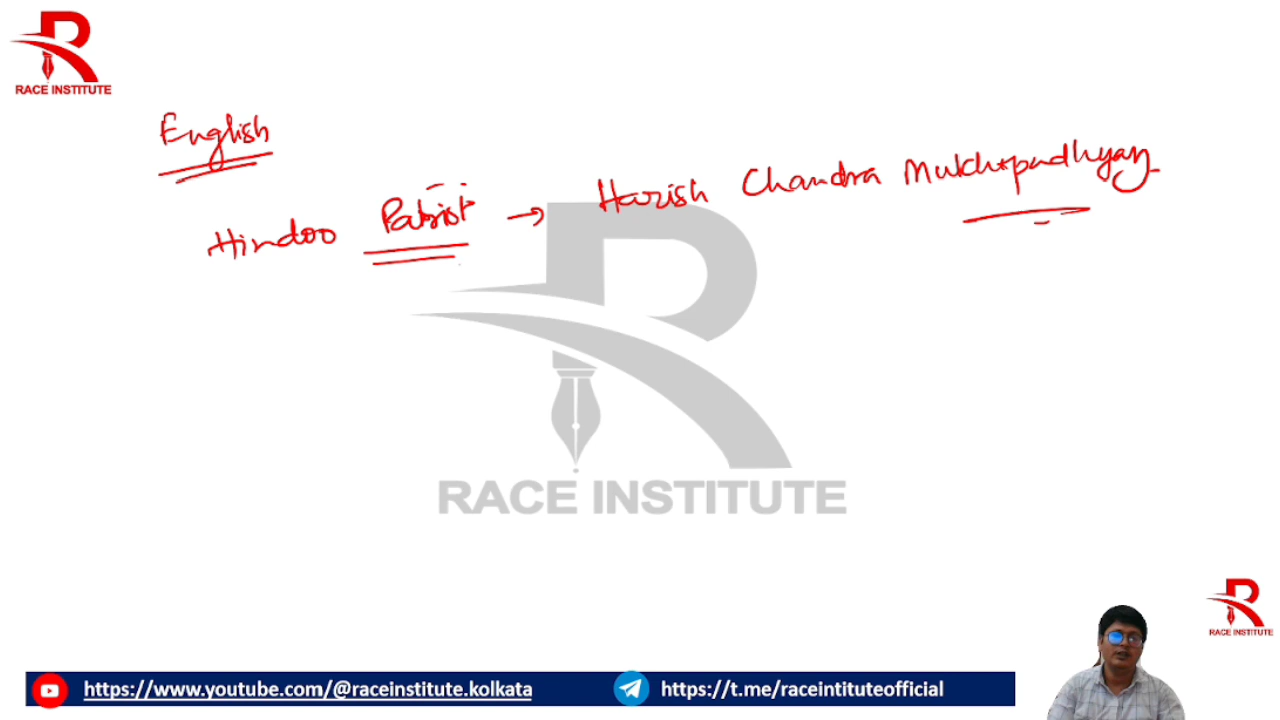 RACE INSTITUTE
English
Hindoo Patriot → Harish Chandra Mukhopadhyay
RACE INSTITUTE
RACE INSTITUTE
https://www.youtube.com/@raceinstitute.kolkata https://t.me/raceintituteofficial